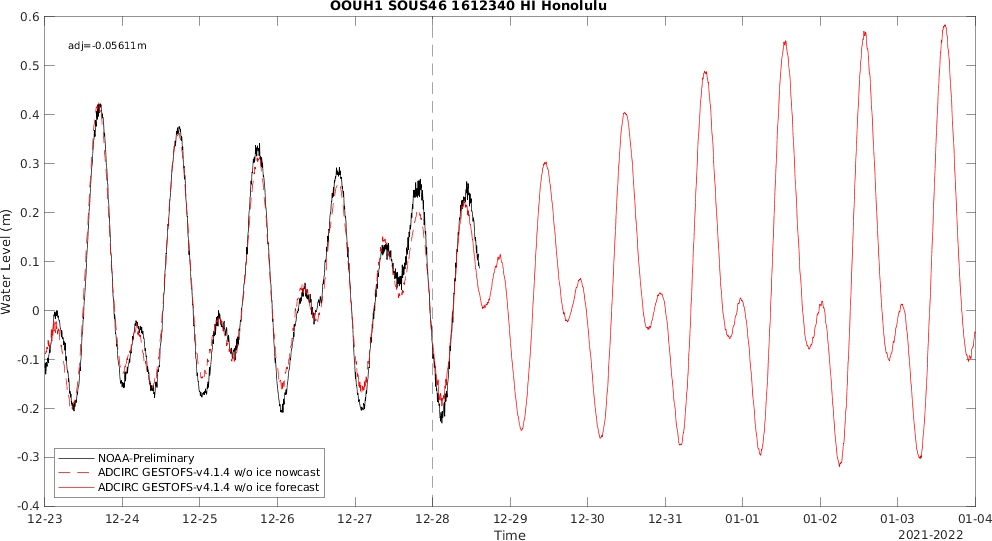 OOUH1 SOUS46 1612340 HI Honolulu
adj=-0.05611m
0.6
0.5
0.4
0.3
0.2
0.1
0
-0.1
-0.2
-0.3
-0.4
Water Level (m)
NOAA-Preliminary
ADCIRC GESTOFS-v4.1.4 w/o ice nowcast
ADCIRC GESTOFS-v4.1.4 w/o ice forecast
12-23 12-24 12-25 12-26 12-27 12-28 12-29 12-30 12-31 01-01 01-02 01-03 01-04
Time
2021-2022